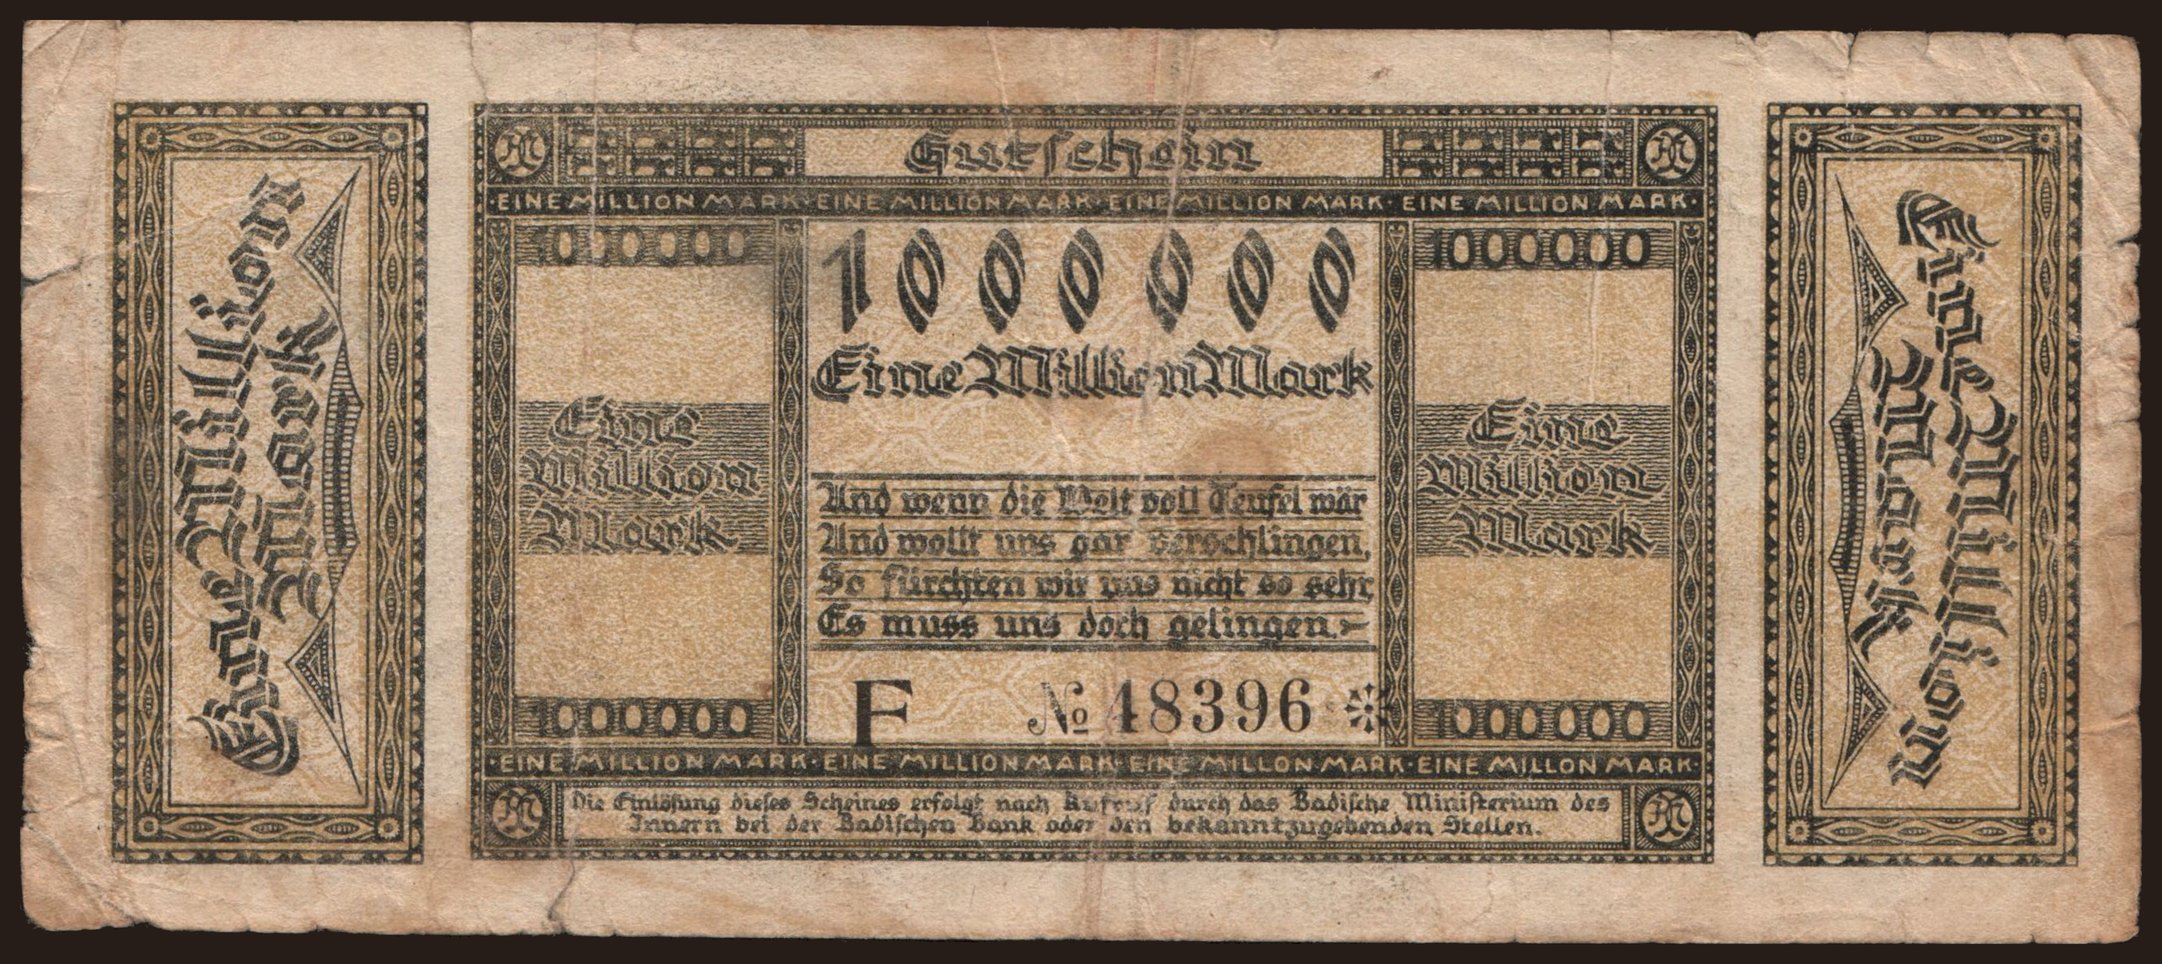 Eine Million
Mark
Gutschein
·EINE MILLION MARK·EINE MILLION MARK·EINE MILLION MARK·EINE MILLION MARK·
1000000
Eine
Million
Mark
1000000
1000000
Eine Million Mark
Und wenn die Welt voll Teufel wär
Und wollt uns gar verschlingen,
So fürchten wir uns nicht so sehr
Es muss uns doch gelingen.-
F № 48396 *
1000000
Eine
Million
Mark
1000000
·EINE MILLION MARK·EINE MILLION MARK·EINE MILLON MARK·EINE MILLON MARK·
Die Einlösung dieses Scheines erfolgt nach Aufruf durch das Badische Ministerium des
Innern bei der Badischen Bank oder den bekanntzugebenden Stellen.
Eine Million
Mark